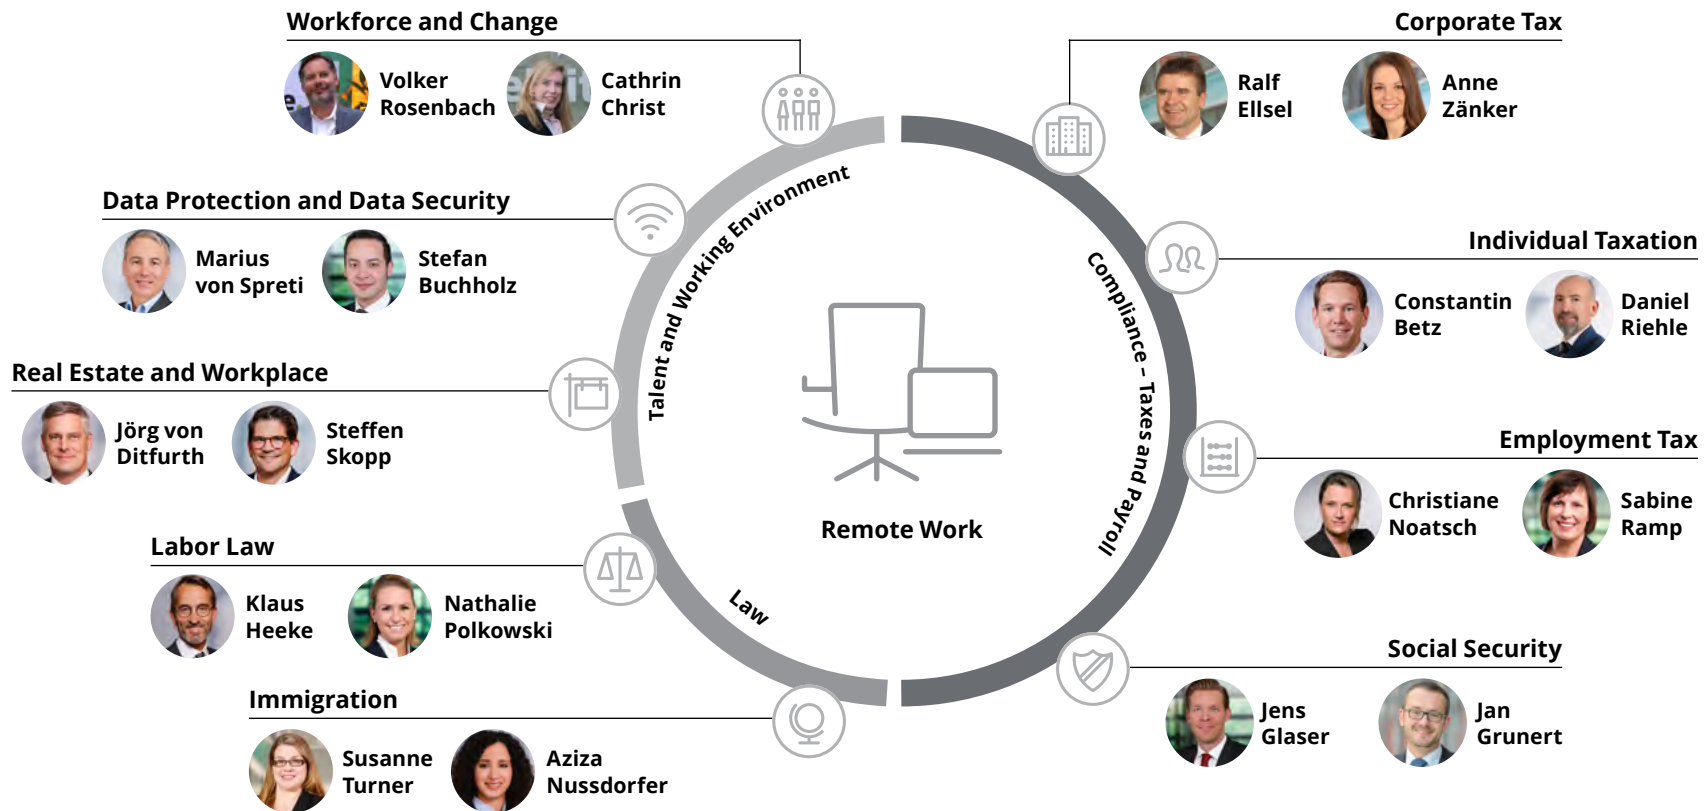 Workforce and Change
Volker
Rosenbach
Cathrin
Christ
Data Protection and Data Security
Marius
von Spreti
Stefan
Buchholz
Real Estate and Workplace
Jörg von
Ditfurth
Steffen
Skopp
Labor Law
Klaus
Heeke
Nathalie
Polkowski
Immigration
Susanne
Turner
Aziza
Nussdorfer
Talent and Working Environment
Law
Compliance – Taxes and Payroll
Remote Work
Corporate Tax
Ralf
Ellsel
Anne
Zänker
Individual Taxation
Constantin
Betz
Daniel
Riehle
Employment Tax
Christiane
Noatsch
Sabine
Ramp
Social Security
Jens
Glaser
Jan
Grunert